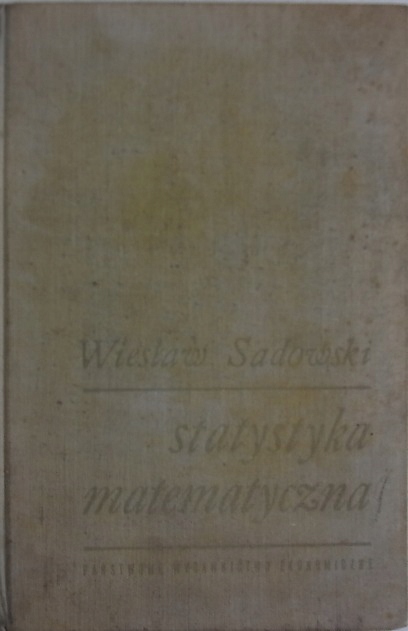 Wiesław Sadowski
statystyka
matematyczna
PAŃSTWOWE WYDAWNICTWO EKONOMICZNE